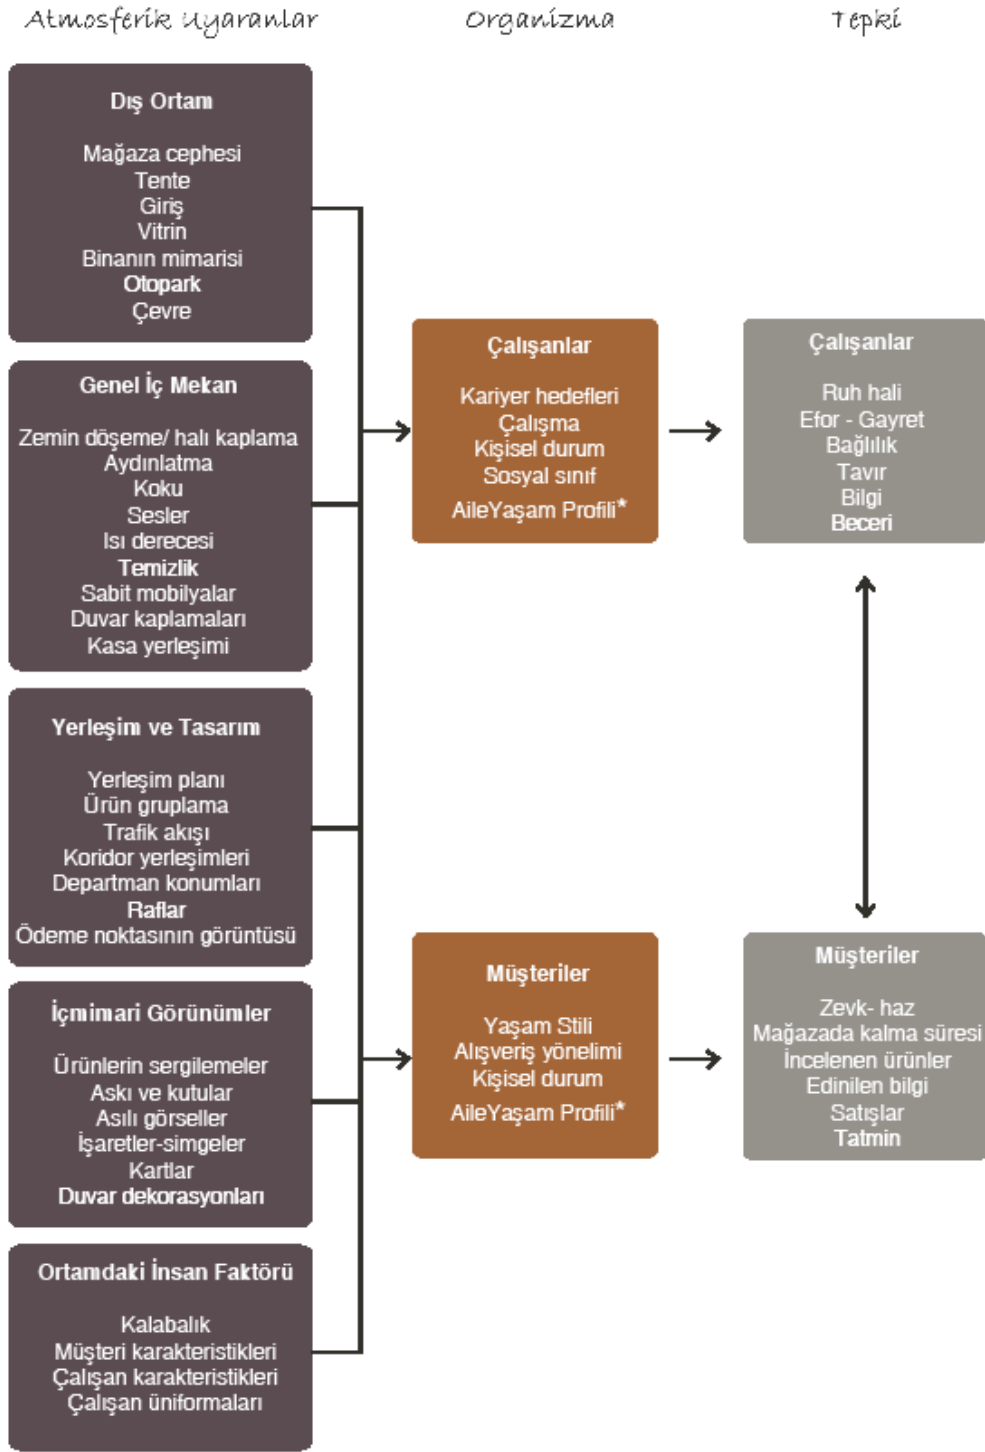 Atmosferik Uyaranlar
Organizma
Tepki
Dış Ortam
Mağaza cephesi
Tente
Giriş
Vitrin
Binanın mimarisi
Otopark
Çevre
Genel İç Mekan
Zemin döşeme/ halı kaplama
Aydınlatma
Koku
Sesler
Isı derecesi
Temizlik
Sabit mobilyalar
Duvar kaplamaları
Kasa yerleşimi
Yerleşim ve Tasarım
Yerleşim planı
Ürün gruplama
Trafik akışı
Koridor yerleşimleri
Departman konumları
Raflar
Ödeme noktasının görüntüsü
İçmimari Görünümler
Ürünlerin sergilemeler
Askı ve kutular
Asılı görseller
İşaretler-simgeler
Kartlar
Duvar dekorasyonları
Ortamdaki İnsan Faktörü
Kalabalık
Müşteri karakteristikleri
Çalışan karakteristikleri
Çalışan üniformaları
Çalışanlar
Kariyer hedefleri
Çalışma
Kişisel durum
Sosyal sınıf
AileYaşam Profili*
Müşteriler
Yaşam Stili
Alışveriş yönelimi
Kişisel durum
AileYaşam Profili*
Çalışanlar
Ruh hali
Efor - Gayret
Bağlılık
Tavır
Bilgi
Beceri
Müşteriler
Zevk- haz
Mağazada kalma süresi
İncelenen ürünler
Edinilen bilgi
Satışlar
Tatmin